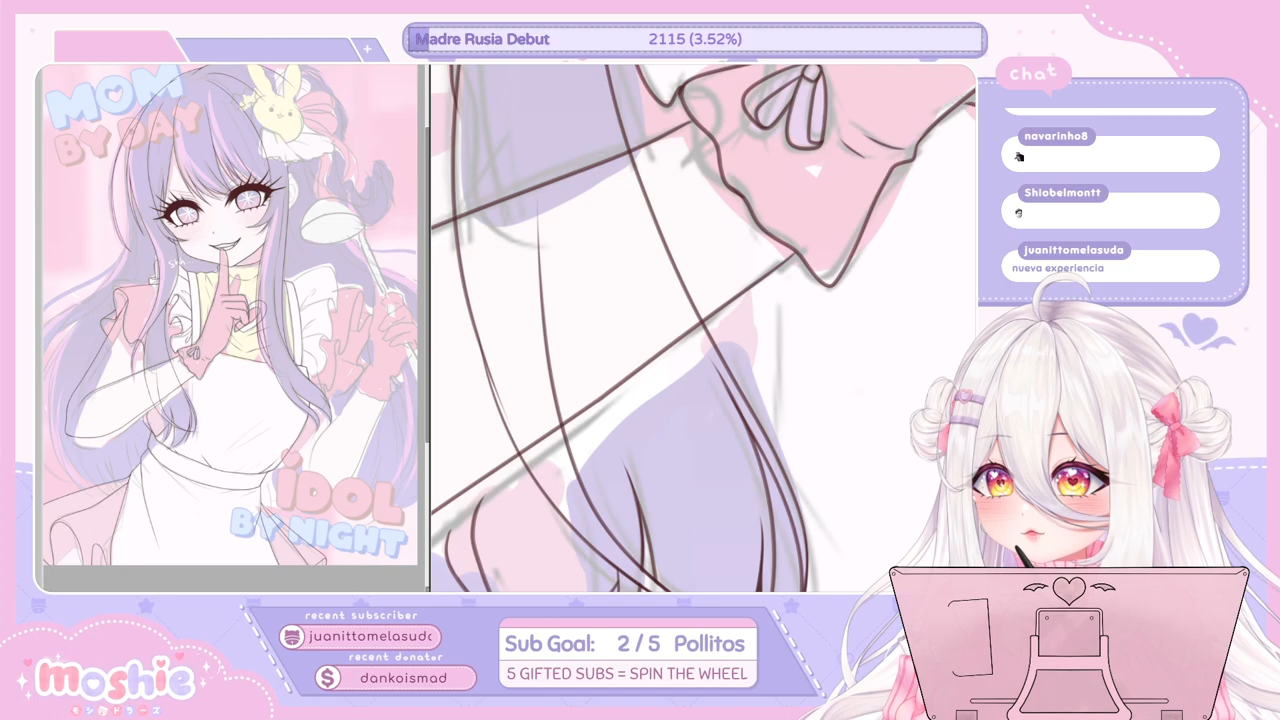 Madre Rusia Debut 2115 (3.52%)
+
MOM
BY DAY
iDOL
BY NIGHT
chat
navarinho8
Shiobelmontt
juanittomelasuda
nueva experiencia
recent subscriber
juanittomelasudc
recent donator
$ dankoismad
Sub Goal: 2 / 5 Pollitos
5 GIFTED SUBS = SPIN THE WHEEL
moshie